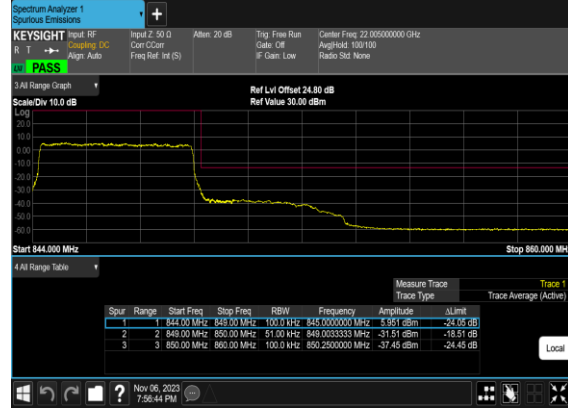 Spectrum Analyzer 1
Spurious Emissions
+
KEYSIGHT Input: RF Input Z: 50 Ω Atten: 20 dB Trig: Free Run Center Freq: 22.005000000 GHz
R T Coupling: DC Corr CCorr Gate: Off Avg|Hold: 100/100
Align: Auto Freq Ref: Int (S) IF Gain: Low Radio Std: None
PASS
3 All Range Graph
Ref Lvl Offset 24.80 dB
Scale/Div 10.0 dB Ref Value 30.00 dBm
Log
20.0
10.0
0.00
-10.0
-20.0
-30.0
-40.0
-50.0
-60.0
Start 844.000 MHz Stop 860.000 MH
4 All Range Table
Measure Trace Trace 1
Trace Type Trace Average (Active)
Spur Range Start Freq Stop Freq RBW Frequency Amplitude ΔLimit
1 1 844.00 MHz 849.00 MHz 100.0 kHz 845.0000000 MHz 5.951 dBm -24.05 dB
2 2 849.00 MHz 850.00 MHz 51.00 kHz 849.0033333 MHz -31.51 dBm -18.51 dB
3 3 850.00 MHz 860.00 MHz 100.0 kHz 850.2500000 MHz -37.45 dBm -24.45 dB
Local
?
Nov 06, 2023
7:56:44 PM